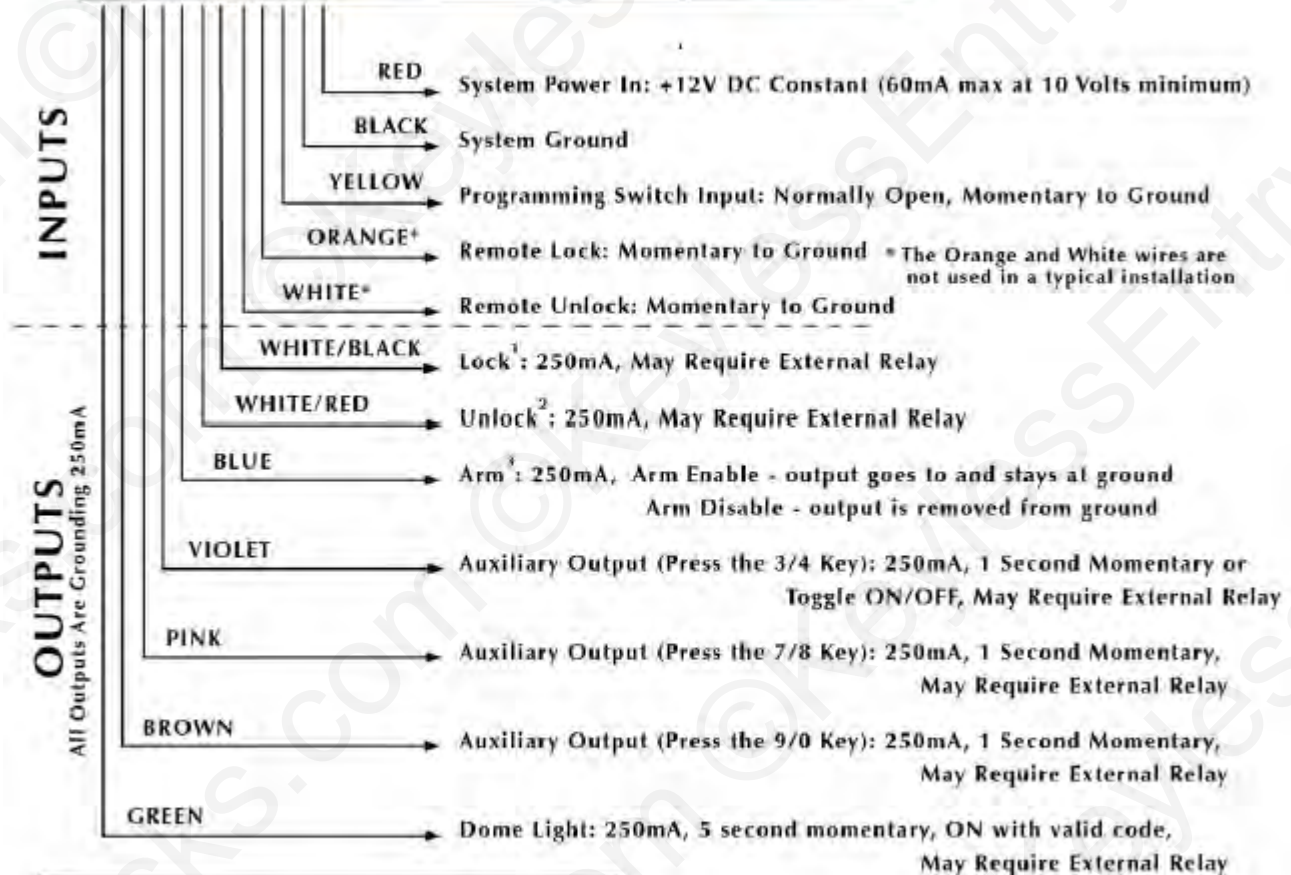 INPUTS
RED System Power In: +12V DC Constant (60mA max at 10 Volts minimum)
BLACK System Ground
YELLOW Programming Switch Input: Normally Open, Momentary to Ground
ORANGE* Remote Lock: Momentary to Ground *The Orange and White wires are
not used in a typical installation
WHITE* Remote Unlock: Momentary to Ground
OUTPUTS
All Outputs Are Grounding 250mA
WHITE/BLACK Lock¹: 250mA, May Require External Relay
WHITE/RED Unlock²: 250mA, May Require External Relay
BLUE Arm³: 250mA, Arm Enable - output goes to and stays at ground
Arm Disable - output is removed from ground
VIOLET Auxiliary Output (Press the 3/4 Key): 250mA, 1 Second Momentary or
Toggle ON/OFF, May Require External Relay
PINK Auxiliary Output (Press the 7/8 Key): 250mA, 1 Second Momentary,
May Require External Relay
BROWN Auxiliary Output (Press the 9/0 Key): 250mA, 1 Second Momentary,
May Require External Relay
GREEN Dome Light: 250mA, 5 second momentary, ON with valid code,
May Require External Relay